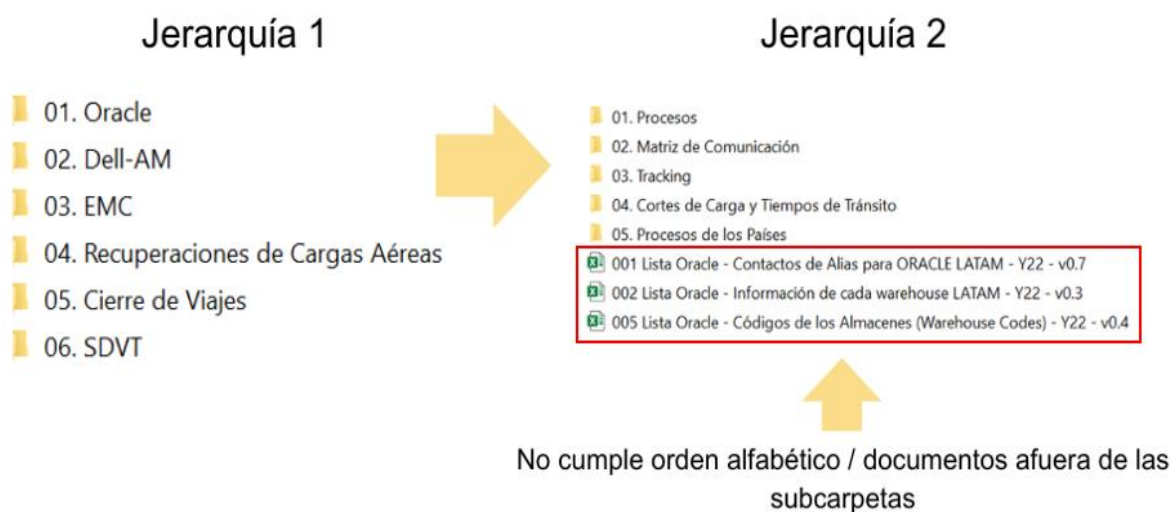 Jerarquía 1
01. Oracle
02. Dell-AM
03. EMC
04. Recuperaciones de Cargas Aéreas
05. Cierre de Viajes
06. SDVT
Jerarquía 2
01. Procesos
02. Matriz de Comunicación
03. Tracking
04. Cortes de Carga y Tiempos de Tránsito
05. Procesos de los Países
001 Lista Oracle - Contactos de Alias para ORACLE LATAM - Y22 - v0.7
002 Lista Oracle - Información de cada warehouse LATAM - Y22 - v0.3
005 Lista Oracle - Códigos de los Almacenes (Warehouse Codes) - Y22 - v0.4
No cumple orden alfabético / documentos afuera de las
subcarpetas